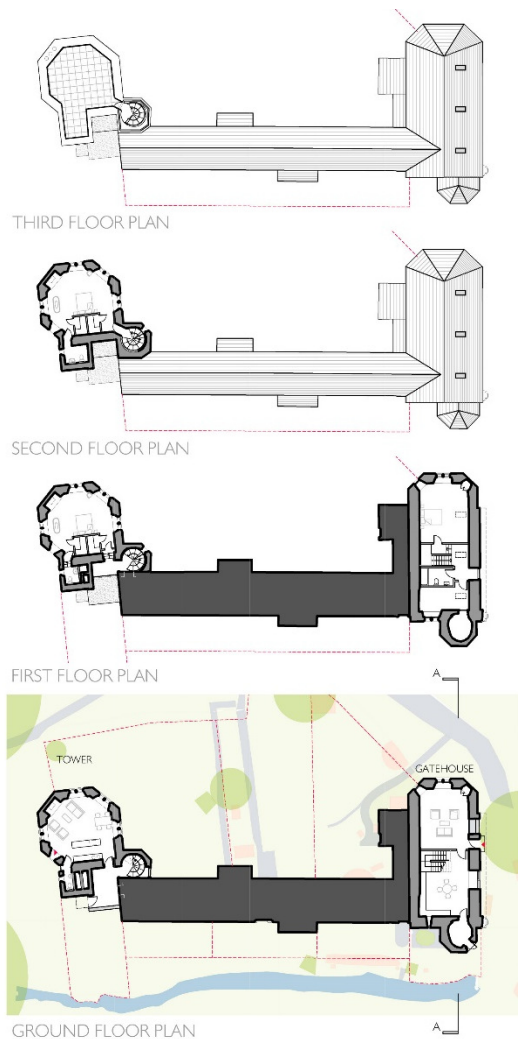 THIRD FLOOR PLAN
SECOND FLOOR PLAN
FIRST FLOOR PLAN
A
TOWER
GATEHOUSE
A
GROUND FLOOR PLAN